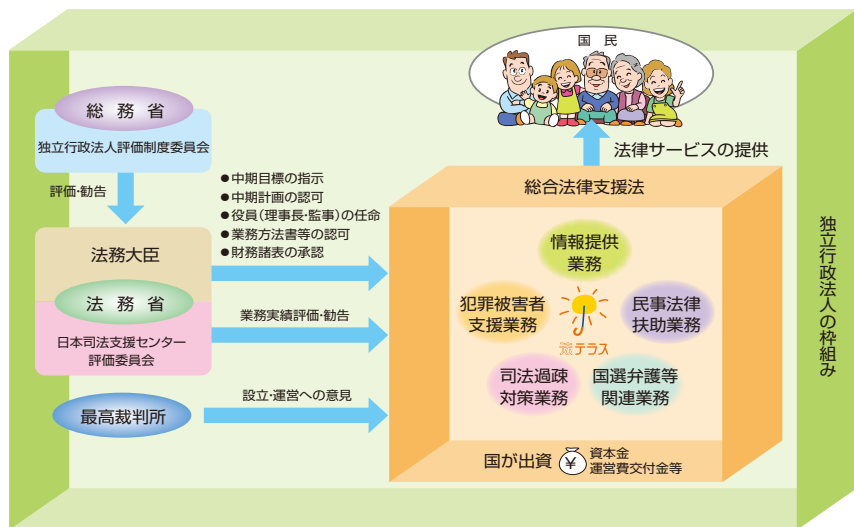 国 民
総 務 省
独立行政法人評価制度委員会
評価・勧告
●中期目標の指示
●中期計画の認可
●役員(理事長・監事)の任命
●業務方法書等の認可
●財務諸表の承認
法務大臣
法 務 省
日本司法支援センター
評価委員会
業務実績評価・勧告
最高裁判所
設立・運営への意見
法律サービスの提供
総合法律支援法
情報提供
業務
犯罪被害者
支援業務
民事法律
扶助業務
法テラス
司法過疎
対策業務
国選弁護等
関連業務
国が出資
¥
資本金
運営費交付金等
独立行政法人の枠組み